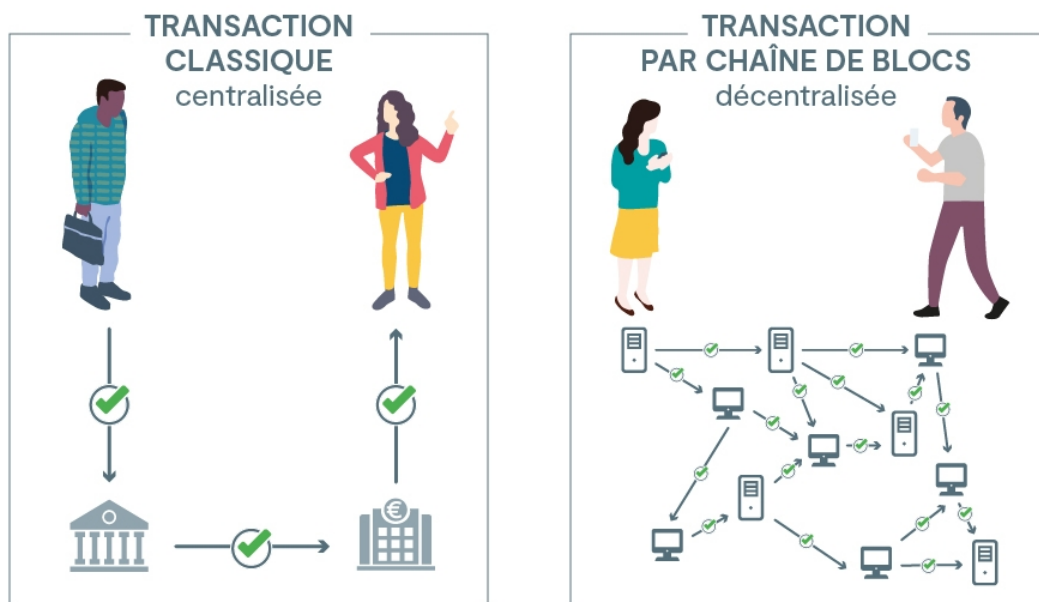 TRANSACTION
CLASSIQUE
centralisée
€
TRANSACTION
PAR CHAÎNE DE BLOCS
décentralisée